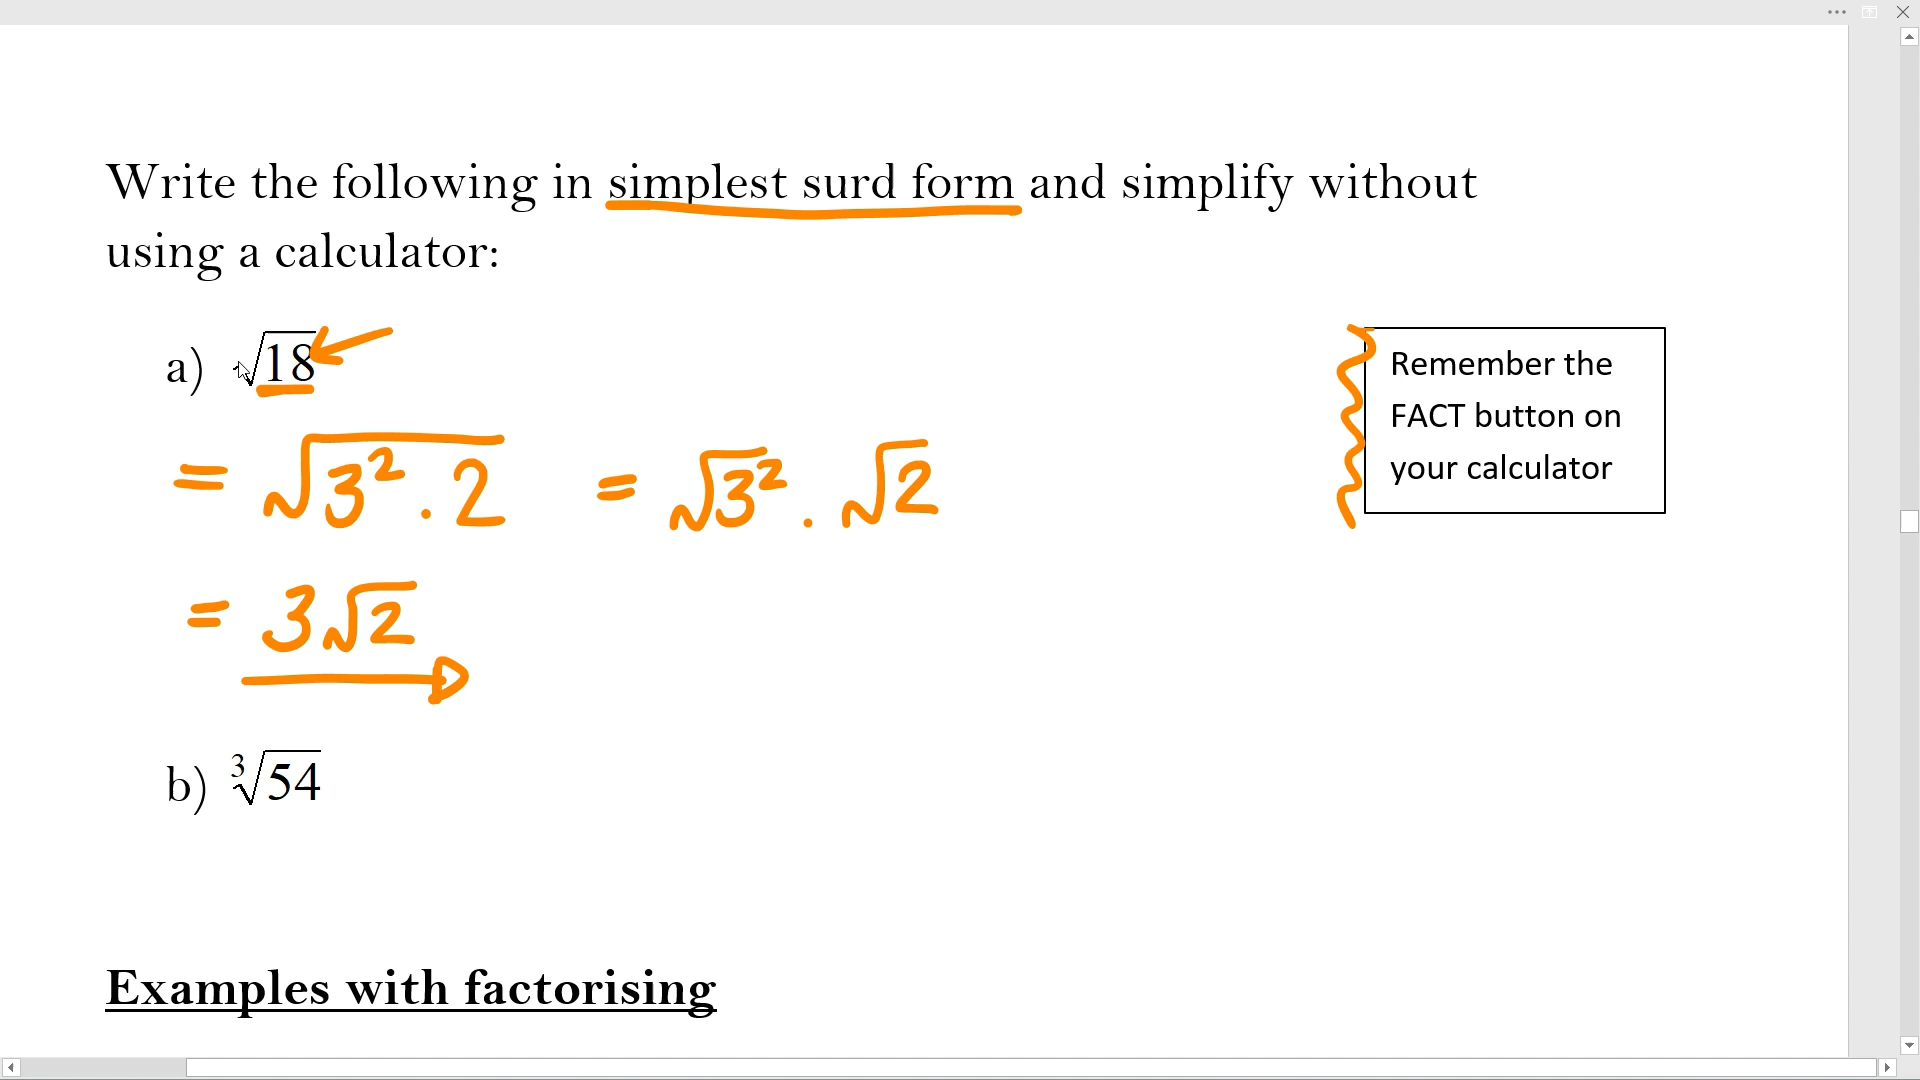 Write the following in simplest surd form and simplify without
using a calculator:
a) √18
= √3² . 2 = √3² . √2
= 3√2
b) ³√54
Remember the
FACT button on
your calculator
Examples with factorising